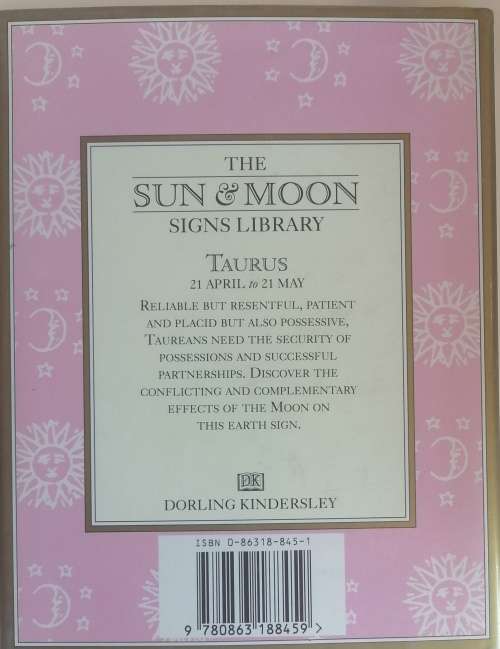 THE
SUN & MOON
SIGNS LIBRARY
TAURUS
21 APRIL to 21 MAY
RELIABLE BUT RESENTFUL, PATIENT
AND PLACID BUT ALSO POSSESSIVE,
TAUREANS NEED THE SECURITY OF
POSSESSIONS AND SUCCESSFUL
PARTNERSHIPS. DISCOVER THE
CONFLICTING AND COMPLEMENTARY
EFFECTS OF THE MOON ON
THIS EARTH SIGN.
DK
DORLING KINDERSLEY
ISBN 0-86318-845-1
9 780863 188459 >